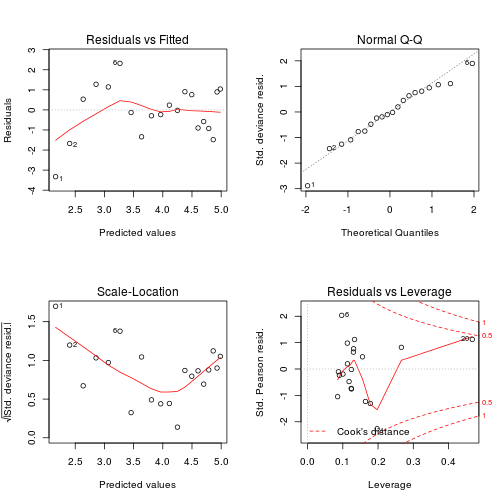 Residuals vs Fitted
Residuals
3
2
1
0
-1
-2
-3
-4
6
2
1
2.5 3.0 3.5 4.0 4.5 5.0
Predicted values
Normal Q-Q
Std. deviance resid.
2
1
0
-1
-2
-3
6
2
1
-2 -1 0 1 2
Theoretical Quantiles
Scale-Location
√|Std. deviance resid.|
1.5
1.0
0.5
0.0
1
2
6
2.5 3.0 3.5 4.0 4.5 5.0
Predicted values
Residuals vs Leverage
Std. Pearson resid.
2
1
0
-1
-2
6
20
1
0.5
0.5
1
Cook's distance
0.0 0.1 0.2 0.3 0.4
Leverage